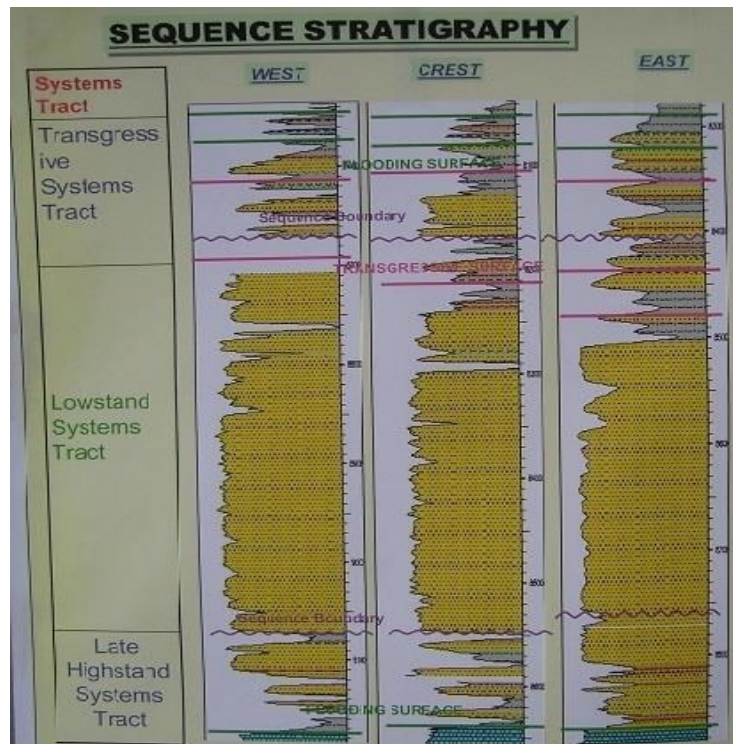 SEQUENCE STRATIGRAPHY
WEST
CREST
EAST
Systems
Tract
Transgress
ive
Systems
Tract
FLOODING SURFACE
Sequence Boundary
TRANSGRESSIVE SURFACE
Lowstand
Systems
Tract
Sequence Boundary
Late
Highstand
Systems
Tract
FLOODING SURFACE